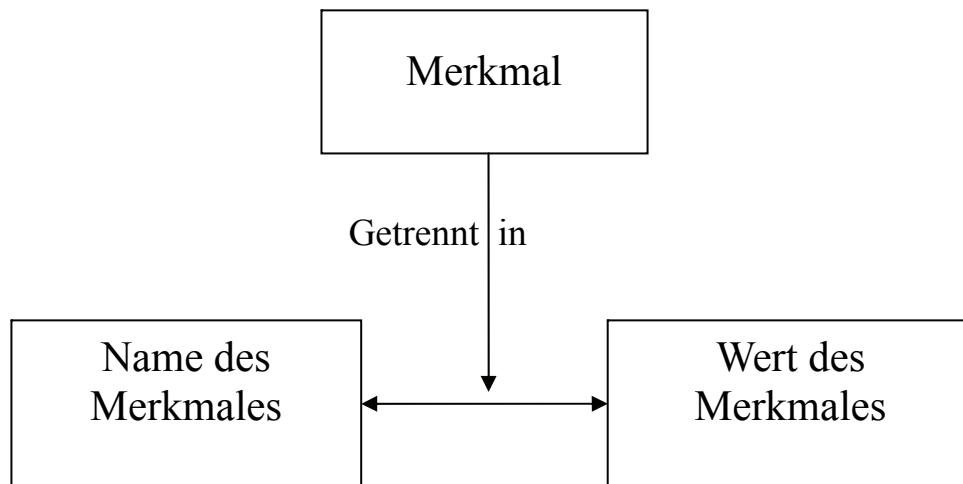 Merkmal
Getrennt in
Name des
Merkmales
Wert des
Merkmales